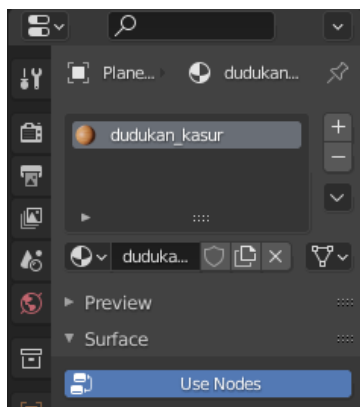 Plane... dudukan...
dudukan_kasur
duduka...
Preview
Surface
Use Nodes